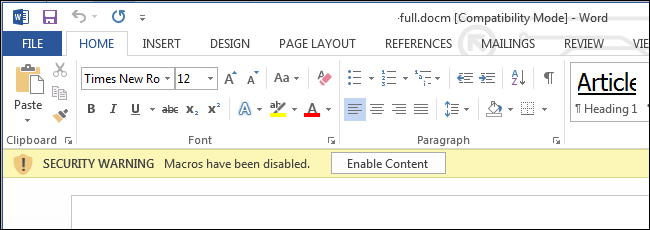 -full.docm [Compatibility Mode] - Word
FILE HOME INSERT DESIGN PAGE LAYOUT REFERENCES MAILINGS REVIEW
Times New Ro 12 Aa
Paste
B I U abc X₂ X² A ab A
Article
¶ Heading 1
Clipboard Font Paragraph
SECURITY WARNING Macros have been disabled. Enable Content